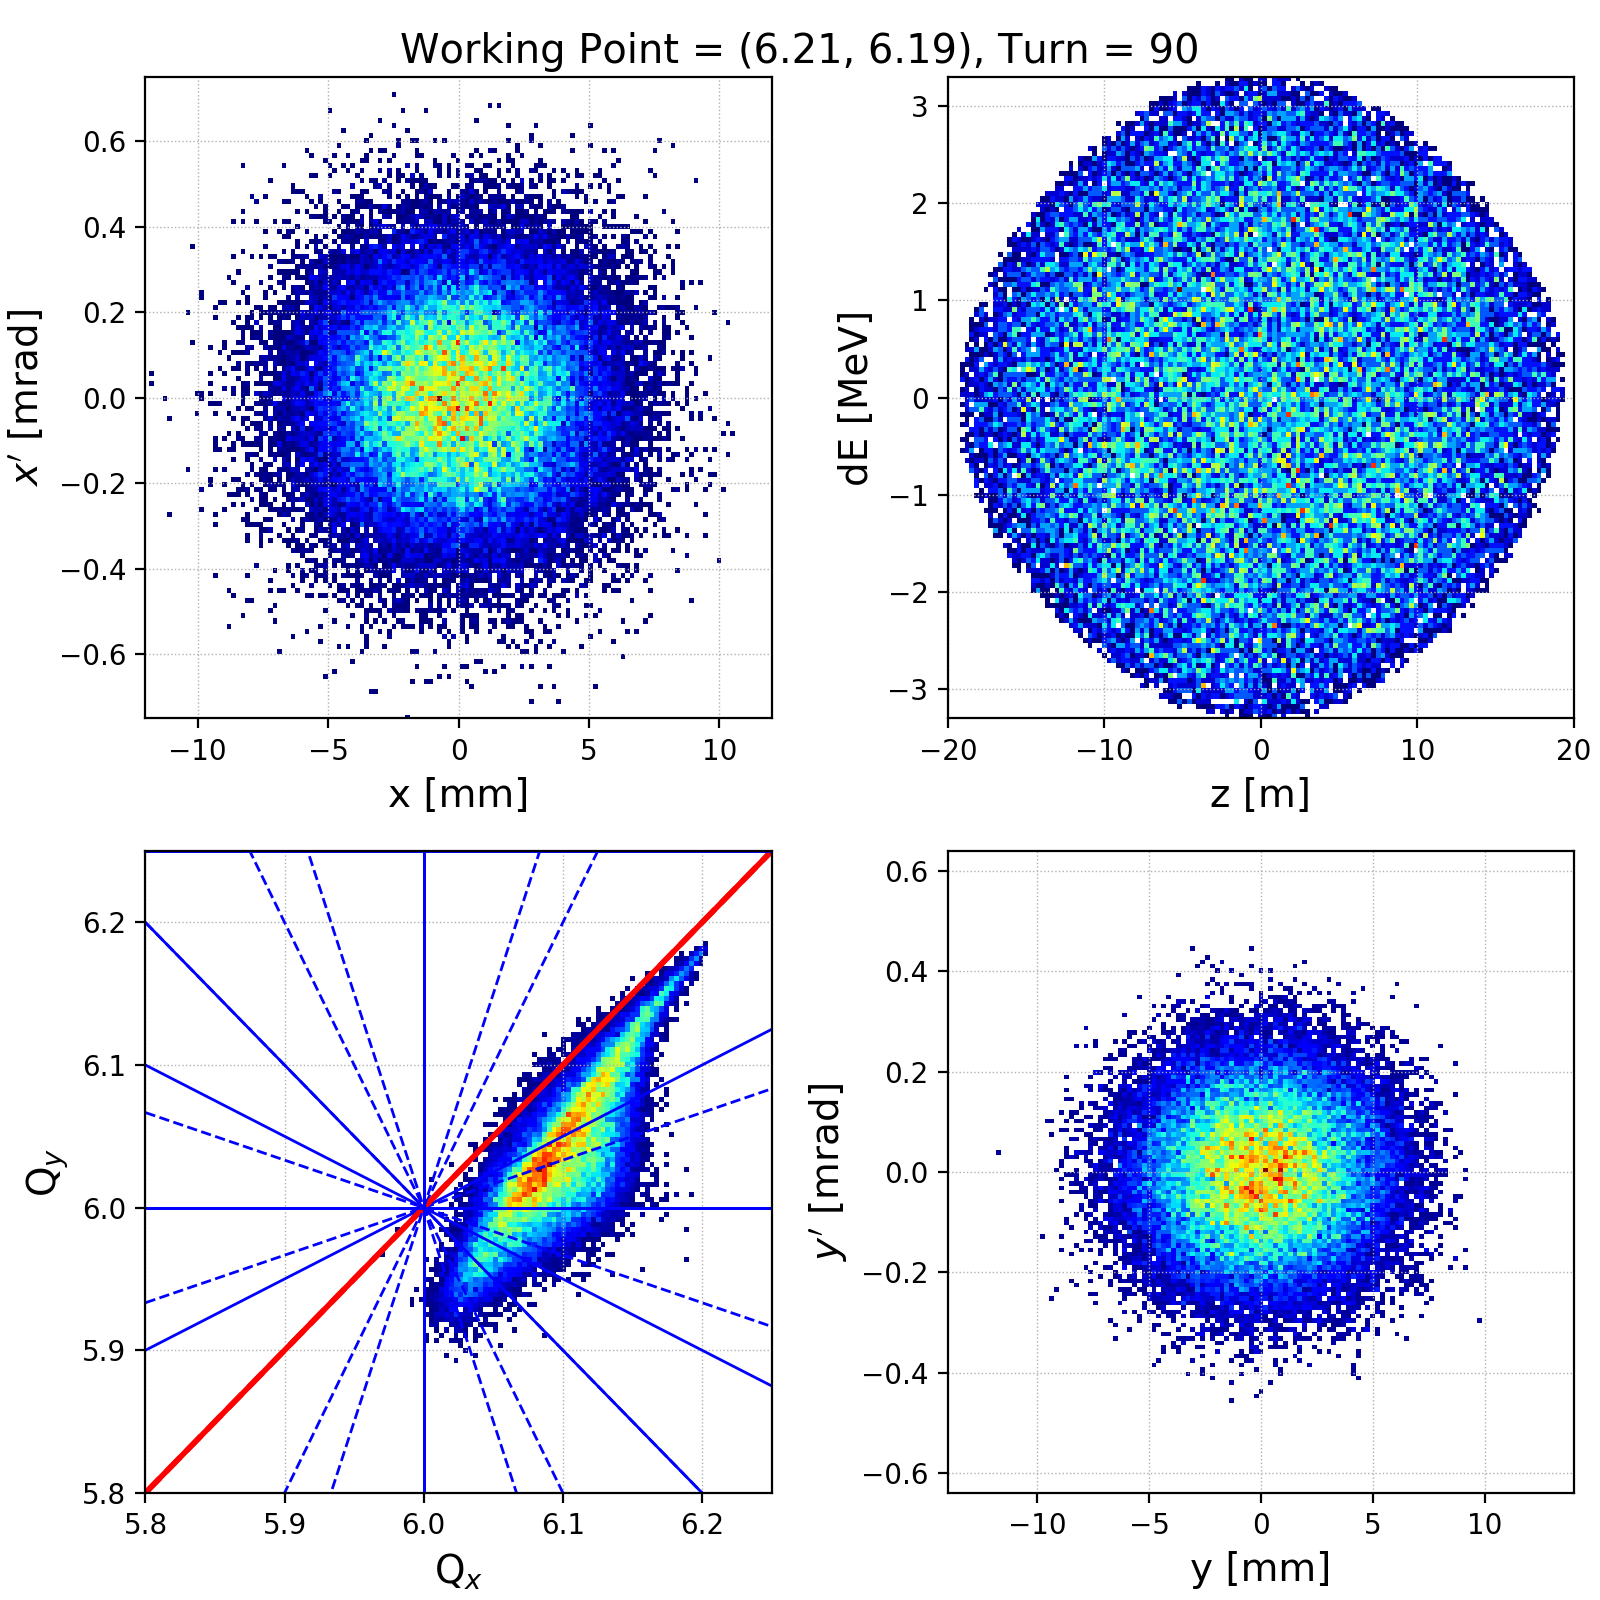 Working Point = (6.21, 6.19), Turn = 90
0.6
0.4
0.2
0.0
−0.2
−0.4
−0.6
x′ [mrad]
−10 −5 0 5 10
x [mm]
3
2
1
0
−1
−2
−3
dE [MeV]
−20 −10 0 10 20
z [m]
6.2
6.1
6.0
5.9
5.8
Qy
5.8 5.9 6.0 6.1 6.2
Qx
0.6
0.4
0.2
0.0
−0.2
−0.4
−0.6
y′ [mrad]
−10 −5 0 5 10
y [mm]